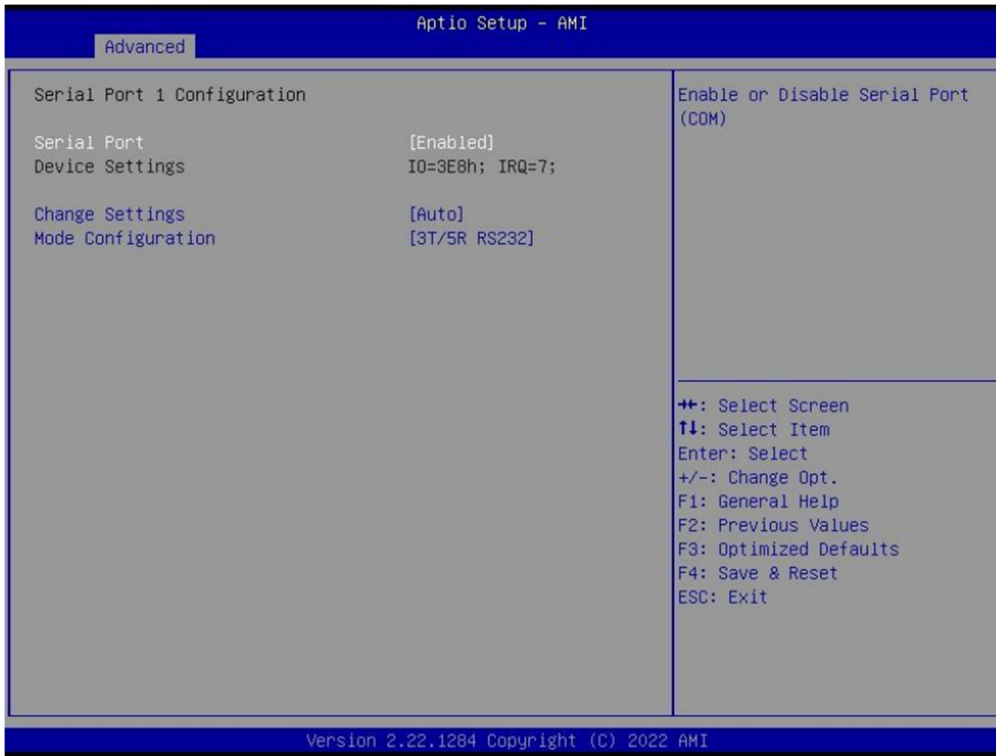 Aptio Setup - AMI
Advanced
Serial Port 1 Configuration
Serial Port [Enabled]
Device Settings IO=3E8h; IRQ=7;
Change Settings [Auto]
Mode Configuration [3T/5R RS232]
Enable or Disable Serial Port
(COM)
→←: Select Screen
↑↓: Select Item
Enter: Select
+/-: Change Opt.
F1: General Help
F2: Previous Values
F3: Optimized Defaults
F4: Save & Reset
ESC: Exit
Version 2.22.1284 Copyright (C) 2022 AMI